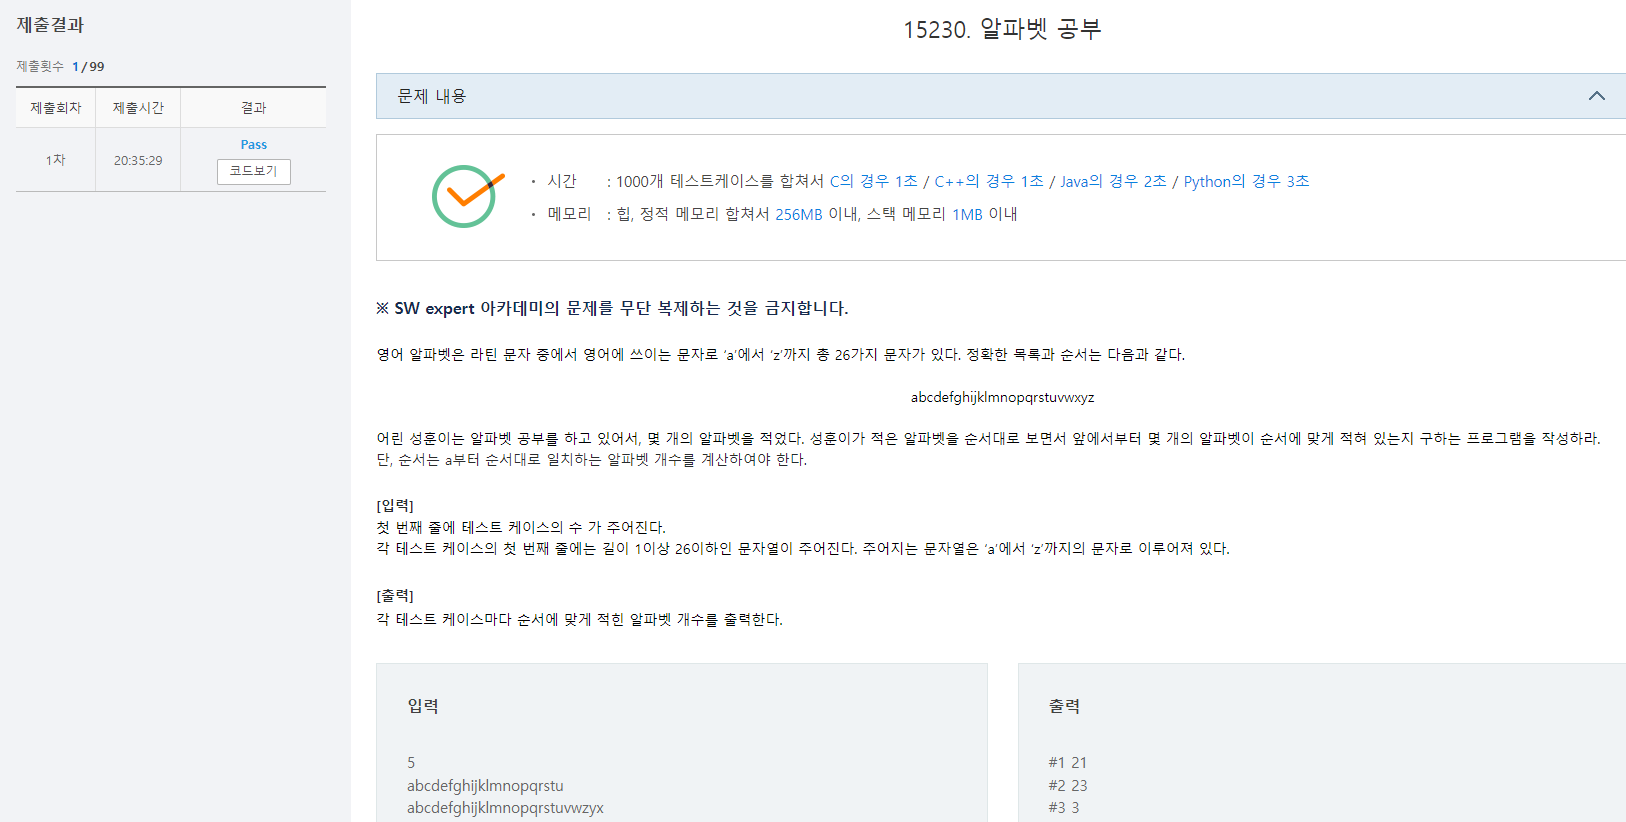 제출결과
제출횟수 1 / 99
제출회차 제출시간 결과
1차 20:35:29 Pass
코드보기
15230. 알파벳 공부
문제 내용
· 시간 : 1000개 테스트케이스를 합쳐서 C의 경우 1초 / C++의 경우 1초 / Java의 경우 2초 / Python의 경우 3초
· 메모리 : 힙, 정적 메모리 합쳐서 256MB 이내, 스택 메모리 1MB 이내
※ SW expert 아카데미의 문제를 무단 복제하는 것을 금지합니다.
영어 알파벳은 라틴 문자 중에서 영어에 쓰이는 문자로 ‘a’에서 ‘z’까지 총 26가지 문자가 있다. 정확한 목록과 순서는 다음과 같다.
abcdefghijklmnopqrstuvwxyz
어린 성훈이는 알파벳 공부를 하고 있어서, 몇 개의 알파벳을 적었다. 성훈이가 적은 알파벳을 순서대로 보면서 앞에서부터 몇 개의 알파벳이 순서에 맞게 적혀 있는지 구하는 프로그램을 작성하라.
단, 순서는 a부터 순서대로 일치하는 알파벳 개수를 계산하여야 한다.
[입력]
첫 번째 줄에 테스트 케이스의 수 가 주어진다.
각 테스트 케이스의 첫 번째 줄에는 길이 1이상 26이하인 문자열이 주어진다. 주어지는 문자열은 ‘a’에서 ‘z’까지의 문자로 이루어져 있다.
[출력]
각 테스트 케이스마다 순서에 맞게 적힌 알파벳 개수를 출력한다.
입력
5
abcdefghijklmnopqrstu
abcdefghijklmnopqrstuvwzyx
출력
#1 21
#2 23
#3 3